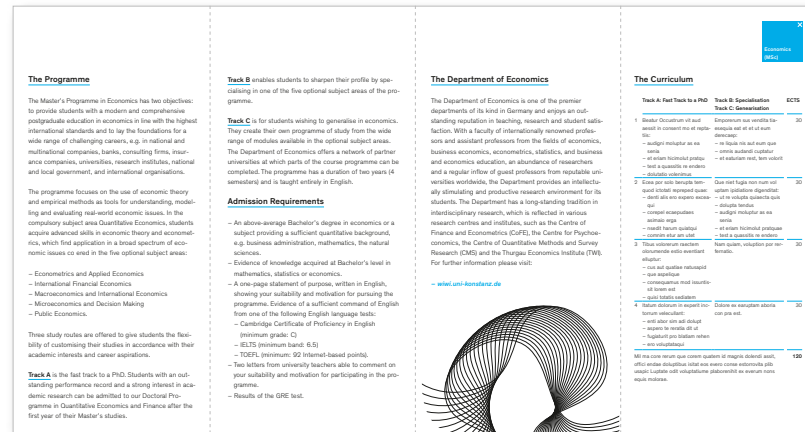 The Programme
The Master's Programme in Economics has two objectives:
to provide students with a modern and comprehensive
postgraduate education in economics in line with the highest
international standards and to lay the foundations for a
wide range of challenging careers, e.g. in national and
multinational companies, banks, consulting firms, insur-
ance companies, universities, research institutes, national
and local government, and international organisations.
The programme focuses on the use of economic theory
and empirical methods as tools for understanding, model-
ling and evaluating real-world economic issues. In the
compulsory subject area Quantitative Economics, students
acquire advanced skills in economic theory and economet-
rics, which find application in a broad spectrum of eco-
nomic issues co ered in the five optional subject areas:
– Econometrics and Applied Economics
– International Financial Economics
– Macroeconomics and International Economics
– Microeconomics and Decision Making
– Public Economics.
Three study routes are offered to give students the flexi-
bility of customising their studies in accordance with their
academic interests and career aspirations.
Track A is the fast track to a PhD. Students with an out-
standing performance record and a strong interest in aca-
demic research can be admitted to our Doctoral Pro-
gramme in Quantitative Economics and Finance after the
first year of their Master's studies.
Track B enables students to sharpen their profile by spe-
cialising in one of the five optional subject areas of the pro-
gramme.
Track C is for students wishing to generalise in economics.
They create their own programme of study from the wide
range of modules available in the optional subject areas.
The Department of Economics offers a network of partner
universities at which parts of the course programme can be
completed. The programme has a duration of two years (4
semesters) and is taught entirely in English.
Admission Requirements
– An above-average Bachelor's degree in economics or a
subject providing a sufficient quantitative background,
e.g. business administration, mathematics, the natural
sciences.
– Evidence of knowledge acquired at Bachelor's level in
mathematics, statistics or economics.
– A one-page statement of purpose, written in English,
showing your suitability and motivation for pursuing the
programme. Evidence of a sufficient command of English
from one of the following English language tests:
– Cambridge Certificate of Proficiency in English
(minimum grade: C)
– IELTS (minimum band: 6.5)
– TOEFL (minimum: 92 Internet-based points).
– Two letters from university teachers able to comment on
your suitability and motivation for participating in the pro-
gramme.
– Results of the GRE test.
The Department of Economics
The Department of Economics is one of the premier
departments of its kind in Germany and enjoys an out-
standing reputation in teaching, research and student satis-
faction. With a faculty of internationally renowned profes-
sors and assistant professors from the fields of economics,
business economics, econometrics, statistics, and business
and economics education, an abundance of researchers
and a regular inflow of guest professors from reputable uni-
versities worldwide, the Department provides an intellectu-
ally stimulating and productive research environment for its
students. The Department has a long-standing tradition in
interdisciplinary research, which is reflected in various
research centres and institutes, such as the Centre of
Finance and Econometrics (CoFE), the Centre for Psychoe-
conomics, the Centre of Quantitative Methods and Survey
Research (CMS) and the Thurgau Economics Institute (TWI).
For further information please visit:
– wiwi.uni-konstanz.de
Economics
(MSc)
The Curriculum
Track A: Fast Track to a PhD
Track B: Specialisation
Track C: Generisation
ECTS
1
30
2
30
3
30
4
30
120